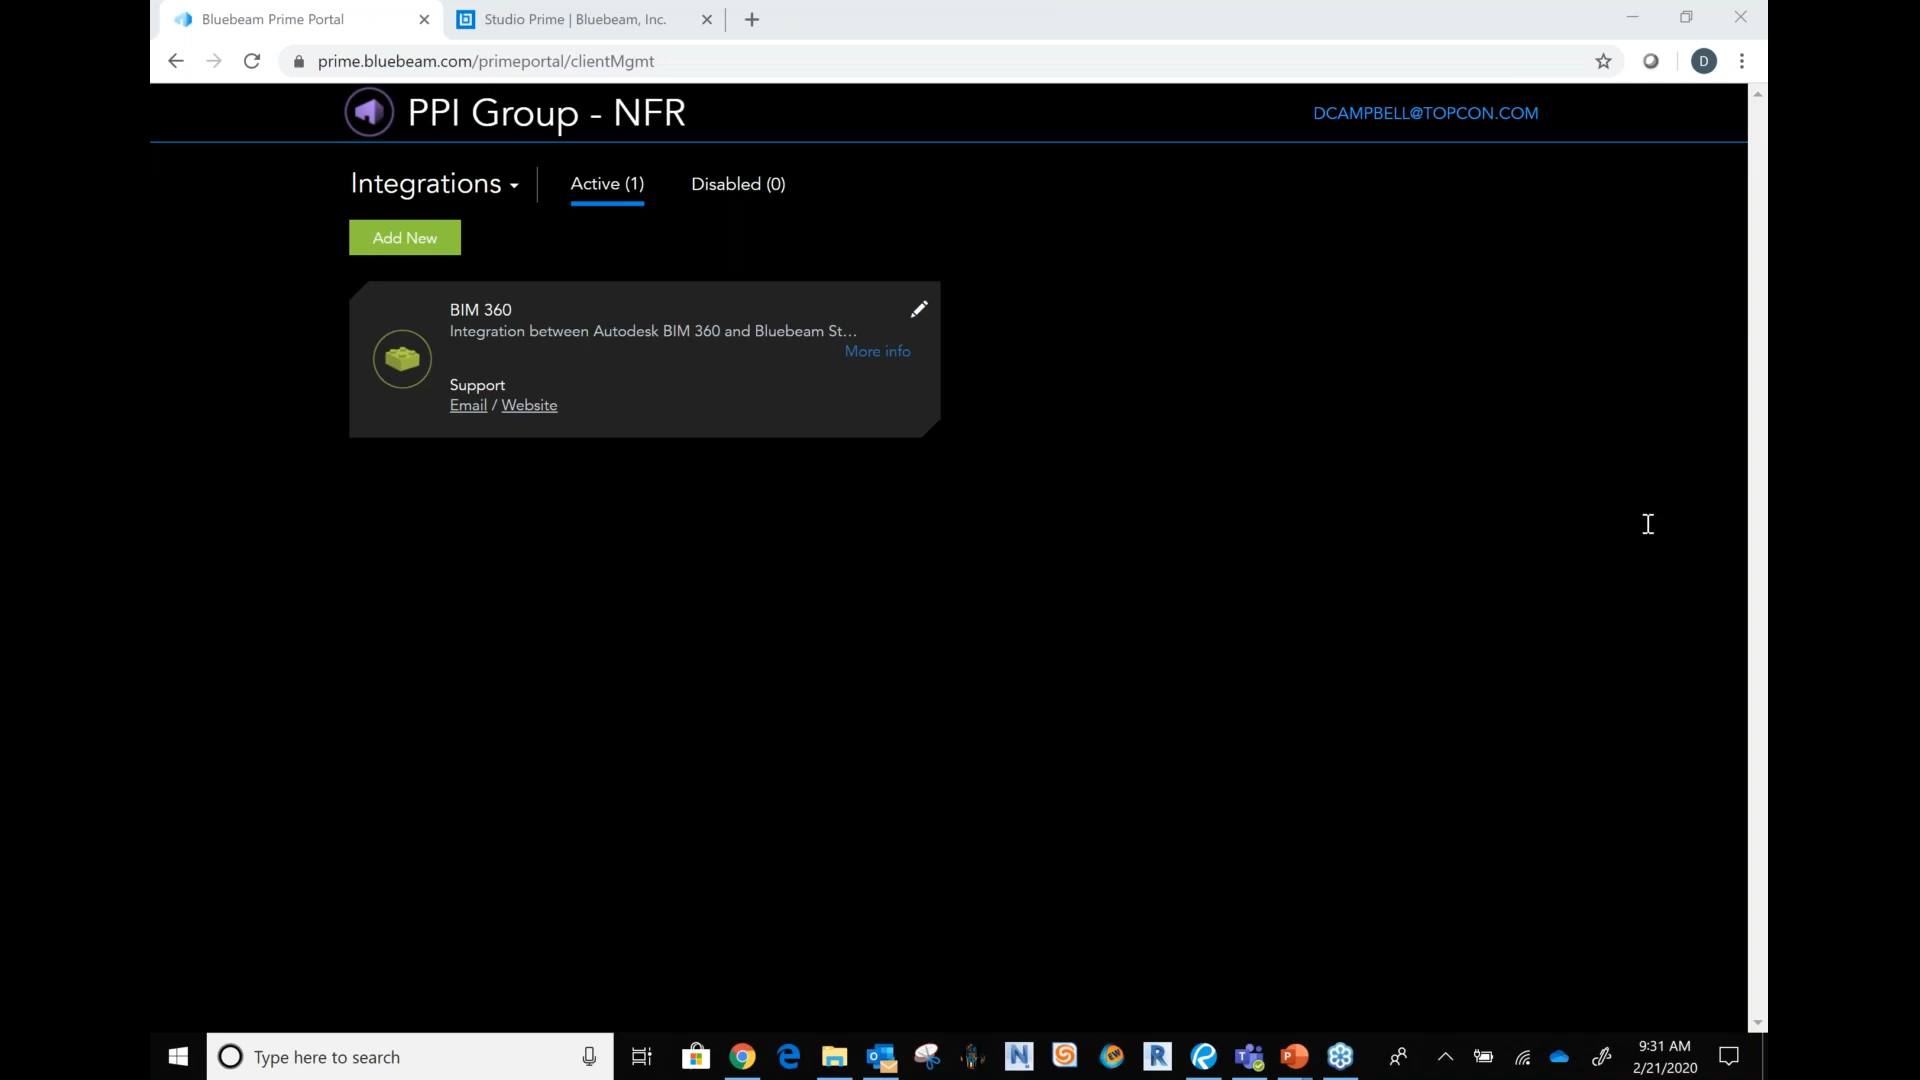 Bluebeam Prime Portal
Studio Prime | Bluebeam, Inc.
prime.bluebeam.com/primeportal/clientMgmt
D
PPI Group - NFR
DCAMPBELL@TOPCON.COM
Integrations
Active (1)
Disabled (0)
Add New
BIM 360
Integration between Autodesk BIM 360 and Bluebeam St...
More info
Support
Email / Website
Type here to search
9:31 AM
2/21/2020